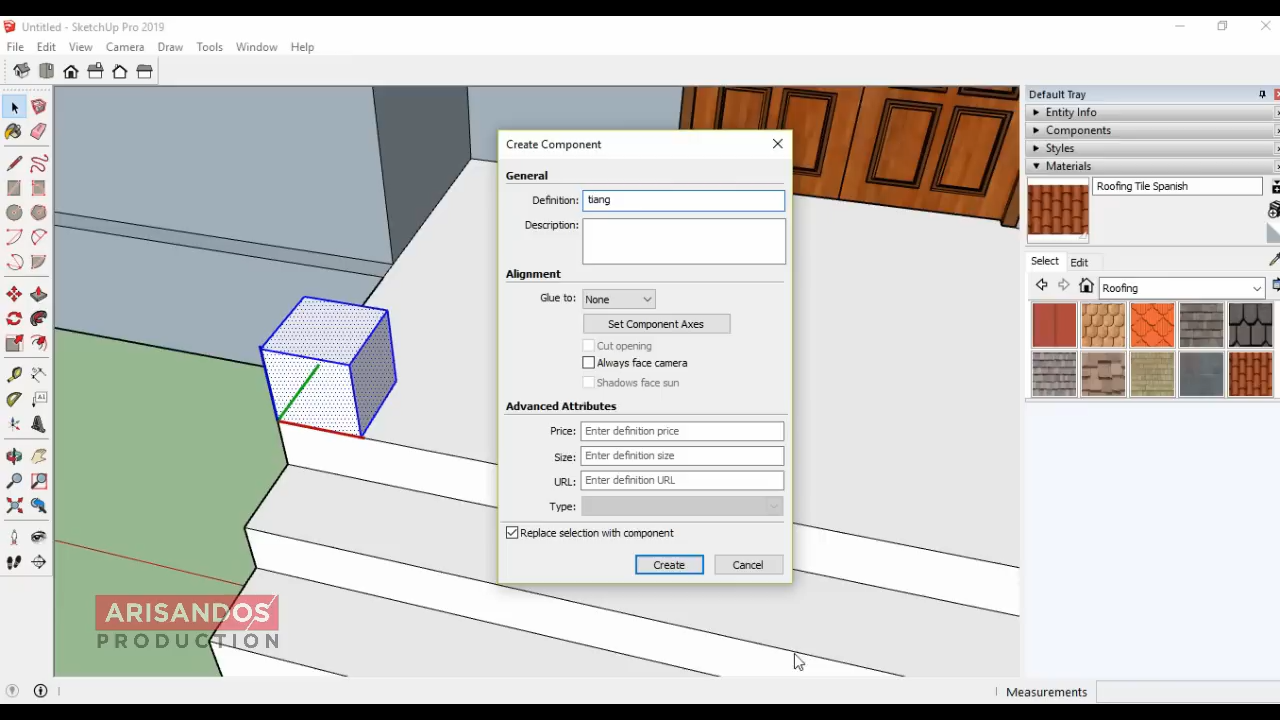 Untitled - SketchUp Pro 2019
File Edit View Camera Draw Tools Window Help
Default Tray
Entity Info
Components
Styles
Materials
Roofing Tile Spanish
Select Edit
Roofing
Create Component
General
Definition: tiang
Description:
Alignment
Glue to: None
Set Component Axes
Cut opening
Always face camera
Shadows face sun
Advanced Attributes
Price: Enter definition price
Size: Enter definition size
URL: Enter definition URL
Type:
Replace selection with component
Create Cancel
ARISANDOS
PRODUCTION
Measurements